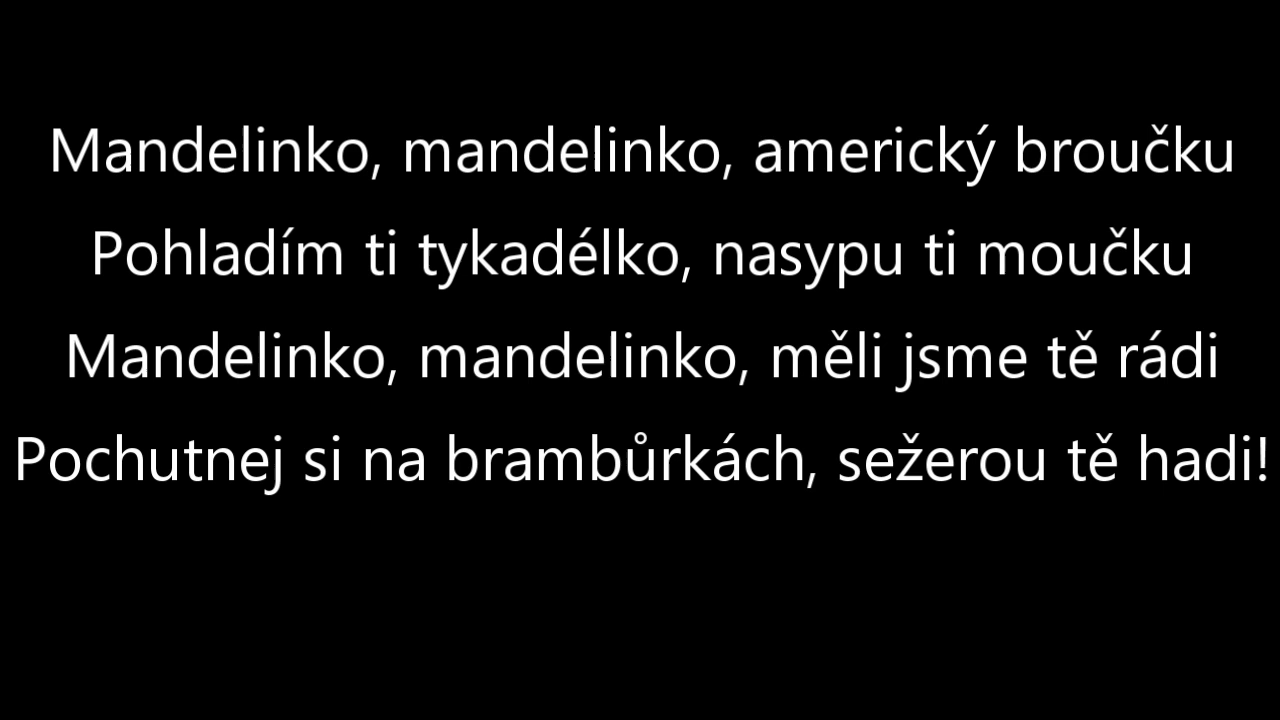 Mandelinko, mandelinko, americký broučku
Pohladím ti tykadélko, nasypu ti moučku
Mandelinko, mandelinko, měli jsme tě rádi
Pochutnej si na brambůrkách, sežerou tě hadi!